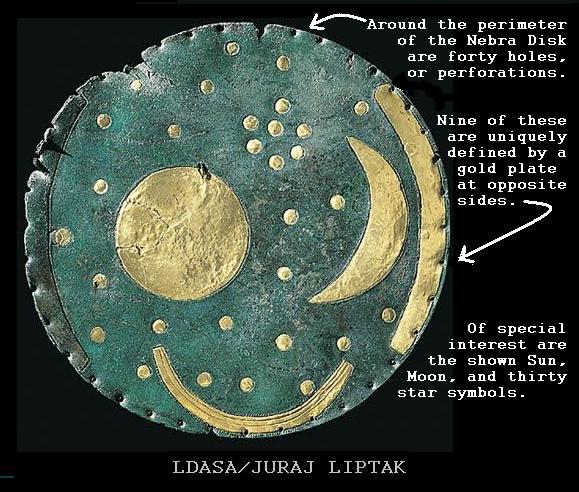 Around the perimeter
of the Nebra Disk
are forty holes,
or perforations.
Nine of these
are uniquely
defined by a
gold plate
at opposite
sides.
Of special
interest are
the shown Sun,
Moon, and thirty
star symbols.
LDASA/JURAJ LIPTAK